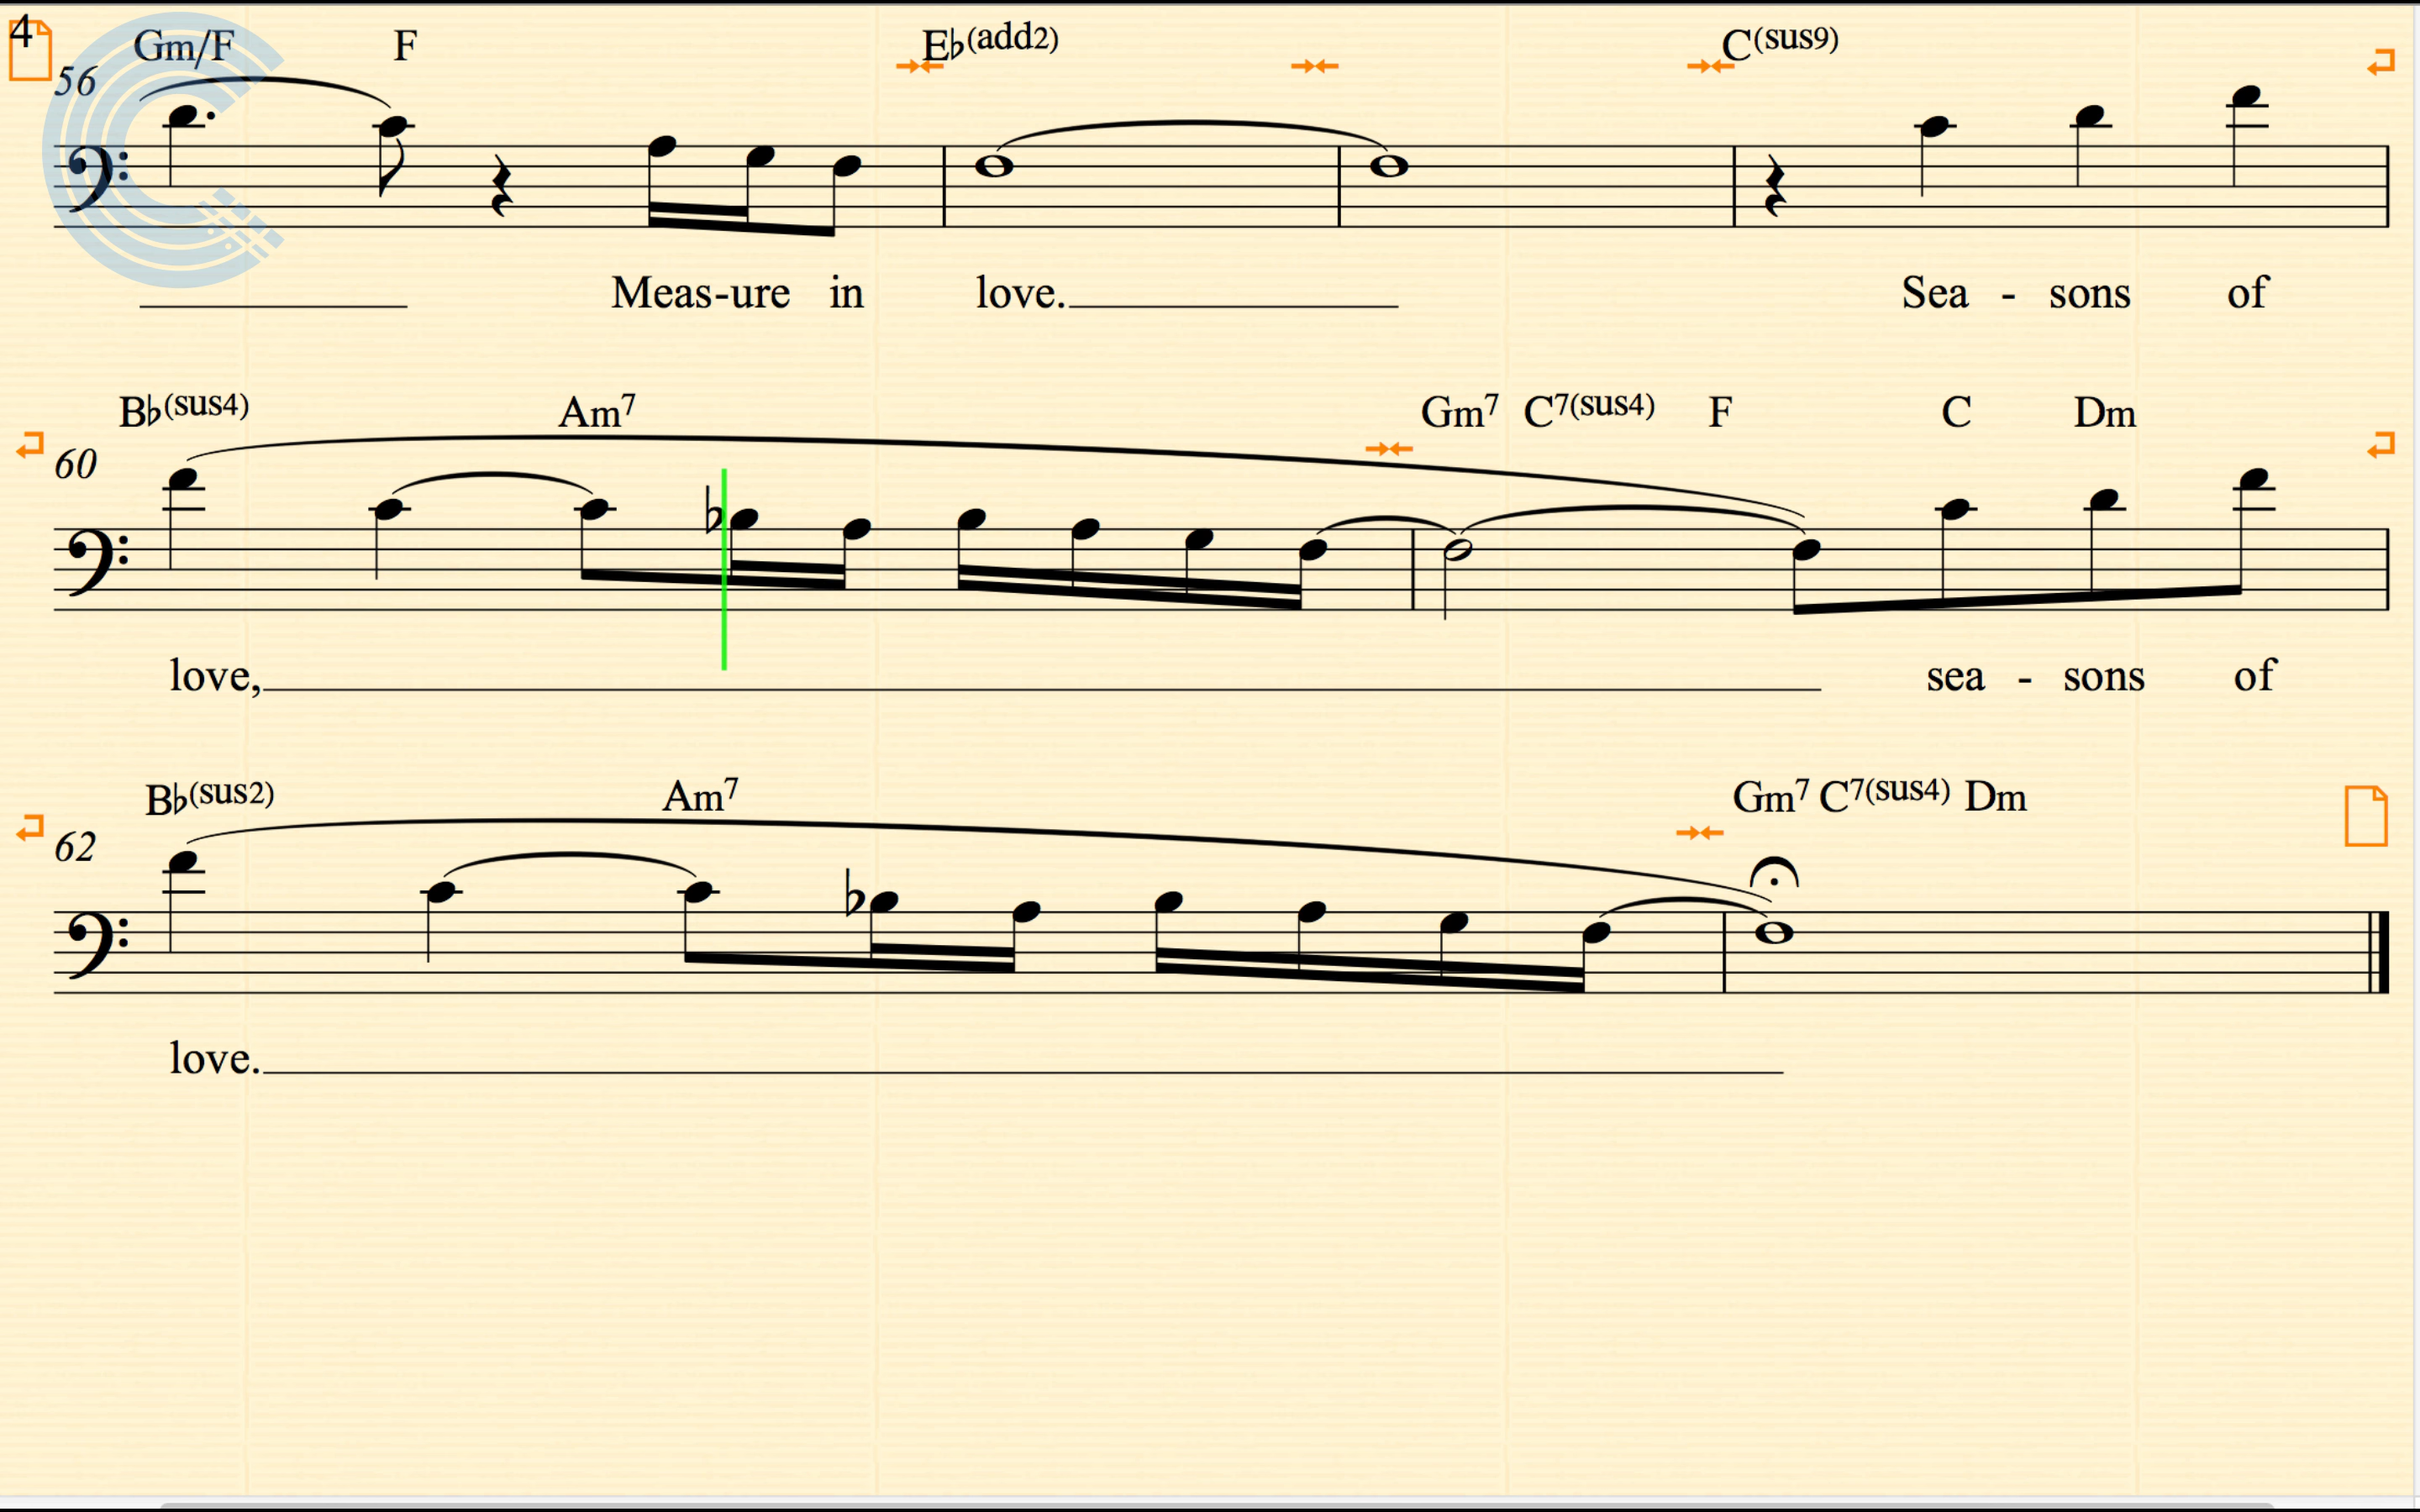 4 Gm/F F E♭(add2) C(sus9)
56
Meas-ure in love. Sea - sons of
B♭(sus4) Am7 Gm7 C7(sus4) F C Dm
60
love, sea - sons of
B♭(sus2) Am7 Gm7 C7(sus4) Dm
62
love.